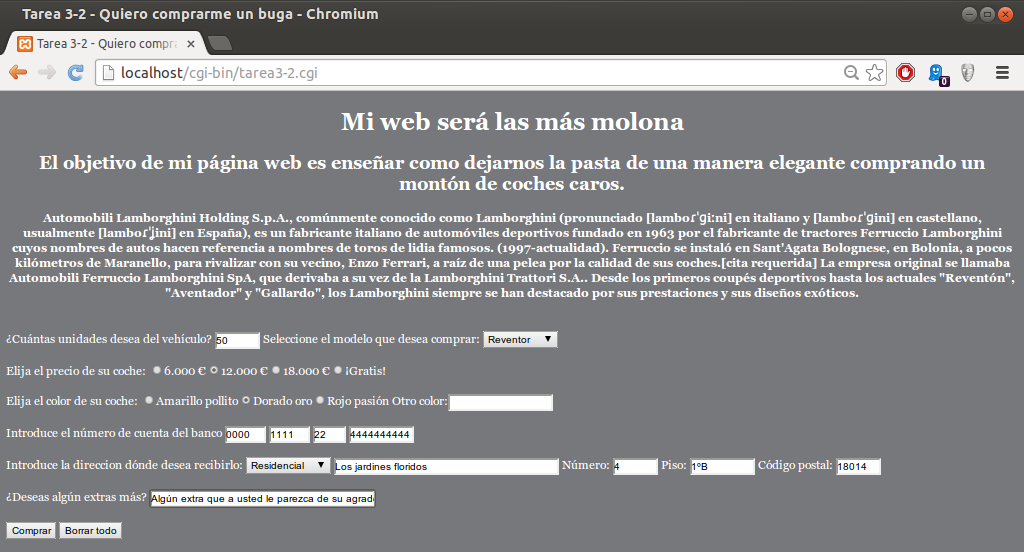 Tarea 3-2 - Quiero comprarme un buga - Chromium
Tarea 3-2 - Quiero compra
localhost/cgi-bin/tarea3-2.cgi
0
Mi web será las más molona
El objetivo de mi página web es enseñar como dejarnos la pasta de una manera elegante comprando un
montón de coches caros.
Automobili Lamborghini Holding S.p.A., comúnmente conocido como Lamborghini (pronunciado [lamboɾˈɡiːni] en italiano y [lamboɾˈɡini] en castellano,
usualmente [lamboɾˈʝini] en España), es un fabricante italiano de automóviles deportivos fundado en 1963 por el fabricante de tractores Ferruccio Lamborghini
cuyos nombres de autos hacen referencia a nombres de toros de lidia famosos. (1997-actualidad). Ferruccio se instaló en Sant'Agata Bolognese, en Bolonia, a pocos
kilómetros de Maranello, para rivalizar con su vecino, Enzo Ferrari, a raíz de una pelea por la calidad de sus coches.[cita requerida] La empresa original se llamaba
Automobili Ferruccio Lamborghini SpA, que derivaba a su vez de la Lamborghini Trattori S.A.. Desde los primeros coupés deportivos hasta los actuales "Reventón",
"Aventador" y "Gallardo", los Lamborghini siempre se han destacado por sus prestaciones y sus diseños exóticos.
¿Cuántas unidades desea del vehículo? 50 Seleccione el modelo que desea comprar: Reventor
Elija el precio de su coche: 6.000 € 12.000 € 18.000 € ¡Gratis!
Elija el color de su coche: Amarillo pollito Dorado oro Rojo pasión Otro color:
Introduce el número de cuenta del banco 0000 1111 22 4444444444
Introduce la direccion dónde desea recibirlo: Residencial Los jardines floridos Número: 4 Piso: 1ºB Código postal: 18014
¿Deseas algún extras más? Algún extra que a usted le parezca de su agrado
Comprar Borrar todo